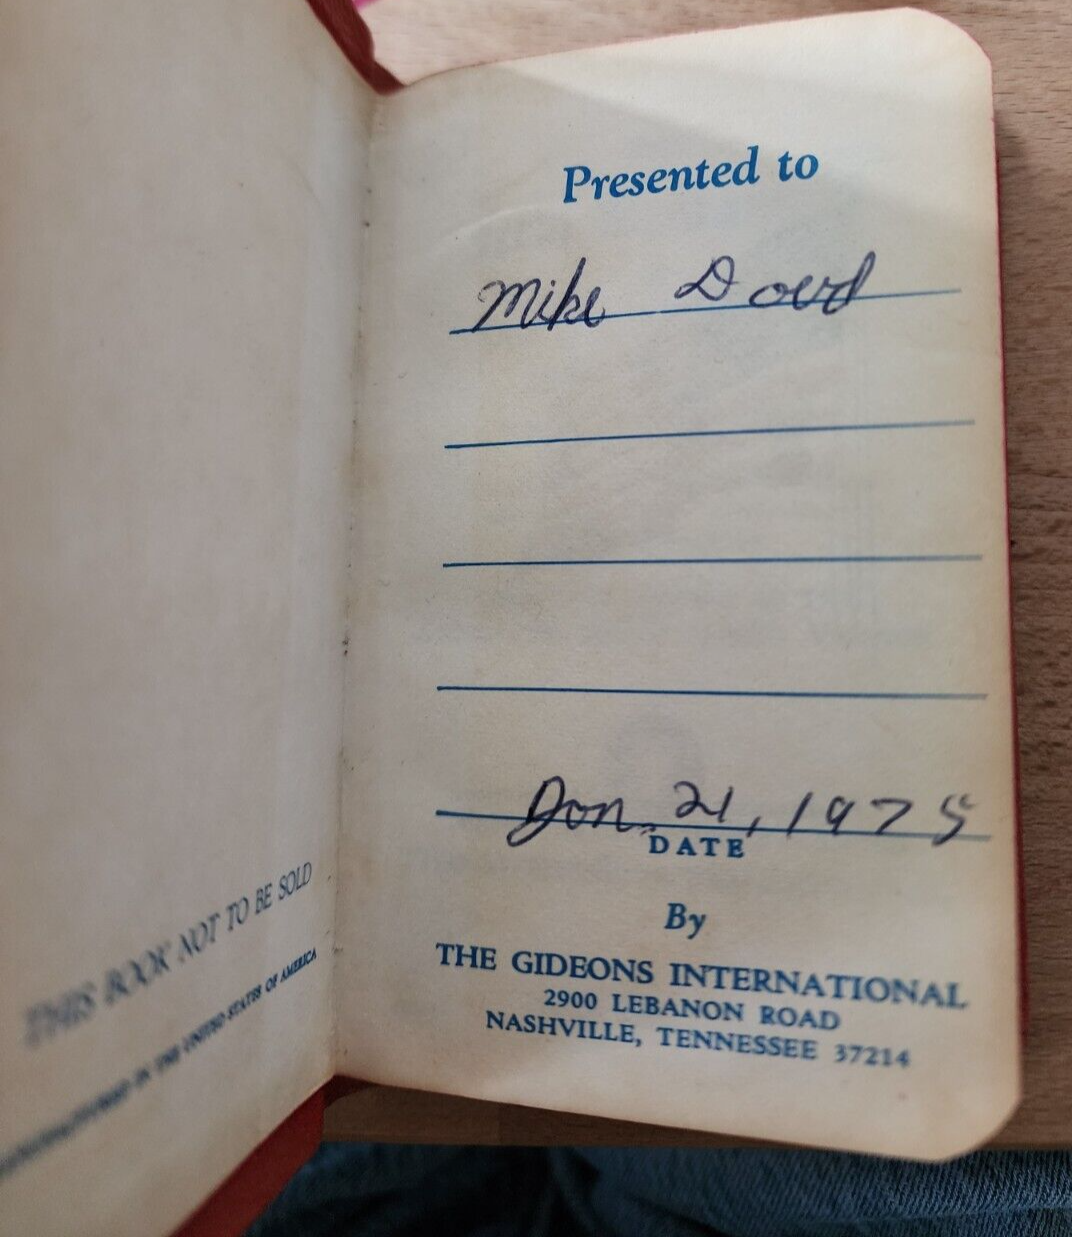 THIS BOOK NOT TO BE SOLD
IN THE UNITED STATES OF AMERICA
Presented to
Mike Dowd
Jan. 21, 1975
DATE
By
THE GIDEONS INTERNATIONAL
2900 LEBANON ROAD
NASHVILLE, TENNESSEE 37214